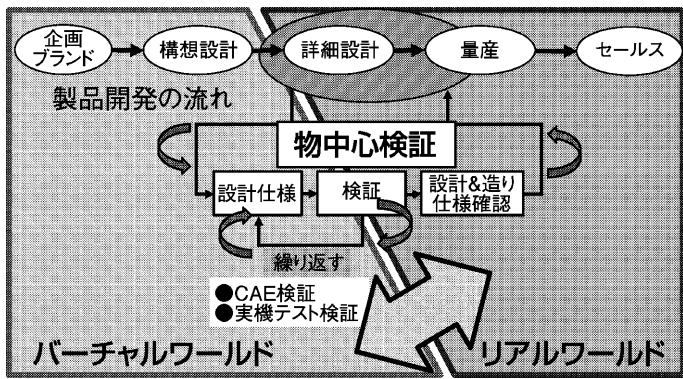 企画
ブランド
構想設計
詳細設計
量産
セールス
製品開発の流れ
物中心検証
設計仕様
検証
設計&造り
仕様確認
繰り返す
●CAE検証
●実機テスト検証
バーチャルワールド
リアルワールド